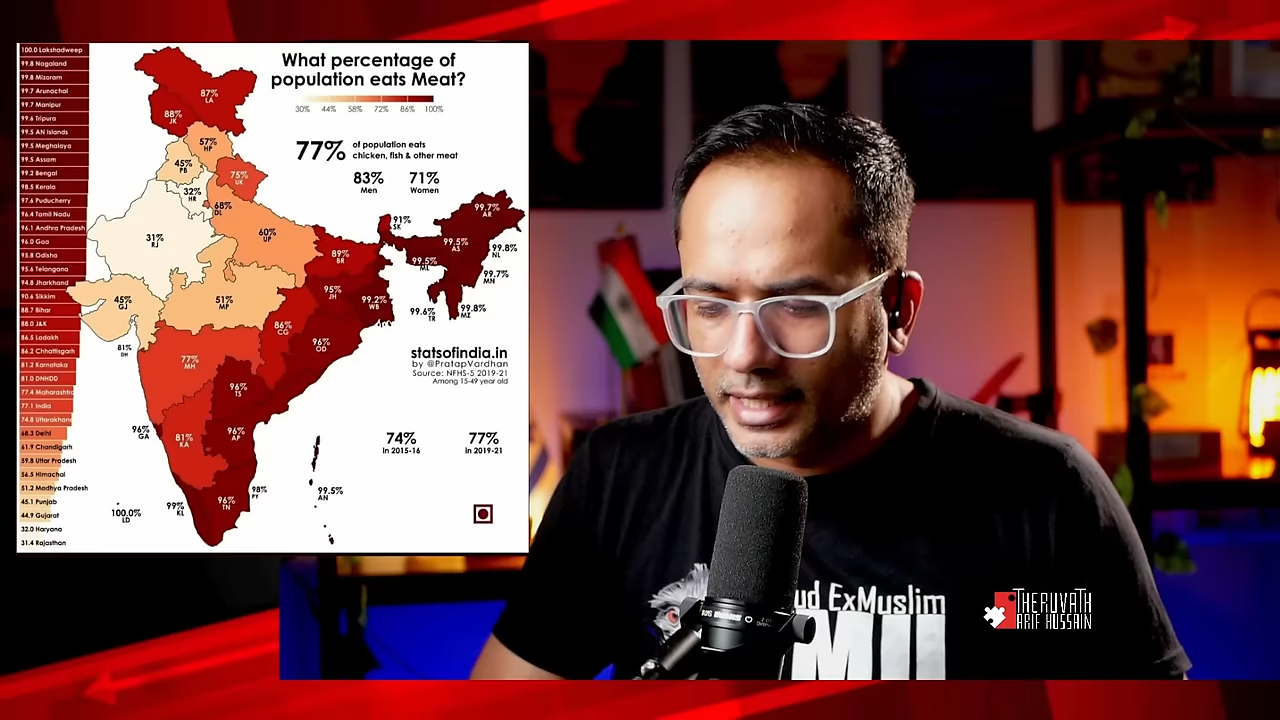 100.0 Lakshadweep
99.8 Nagaland
99.8 Mizoram
99.7 Arunachal
99.7 Manipur
99.6 Tripura
99.5 AN Islands
99.5 Meghalaya
99.5 Assam
99.2 Bengal
98.5 Kerala
97.6 Puducherry
96.4 Tamil Nadu
96.1 Andhra Pradesh
96.0 Goa
95.8 Odisha
95.6 Telangana
94.8 Jharkhand
90.6 Sikkim
88.7 Bihar
88.0 J&K
86.5 Ladakh
86.2 Chhattisgarh
81.2 Karnataka
81.0 DNHDD
77.4 Maharashtra
77.1 India
74.8 Uttarakhand
68.3 Delhi
61.9 Chandigarh
59.8 Uttar Pradesh
56.5 Himachal
51.2 Madhya Pradesh
45.1 Punjab
44.9 Gujarat
32.0 Haryana
31.4 Rajasthan
What percentage of
population eats Meat?
30% 44% 58% 72% 86% 100%
77% of population eats
chicken, fish & other meat
83% 71%
Men Women
87%
LA
88%
JK
57%
HP
45%
PB
75%
UK
32%
HR
68%
DL
31%
RJ
60%
UP
91%
SK
99.7%
AR
99.5%
AS
99.8%
NL
99.5%
ML
99.7%
MN
89%
BR
95%
JH
99.2%
WB
99.6%
TR
99.8%
MZ
45%
GJ
51%
MP
86%
CG
96%
OD
81%
DH
77%
MH
96%
TS
96%
GA
81%
KA
96%
AP
98%
PY
96%
TN
99%
KL
100.0%
LD
99.5%
AN
statsofindia.in
by @PratapVardhan
Source: NFHS-5 2019-21
Among 15-49 year old
74% 77%
in 2015-16 in 2019-21
ud ExMuslim
THERUVATH
ARIF HUSSAIN